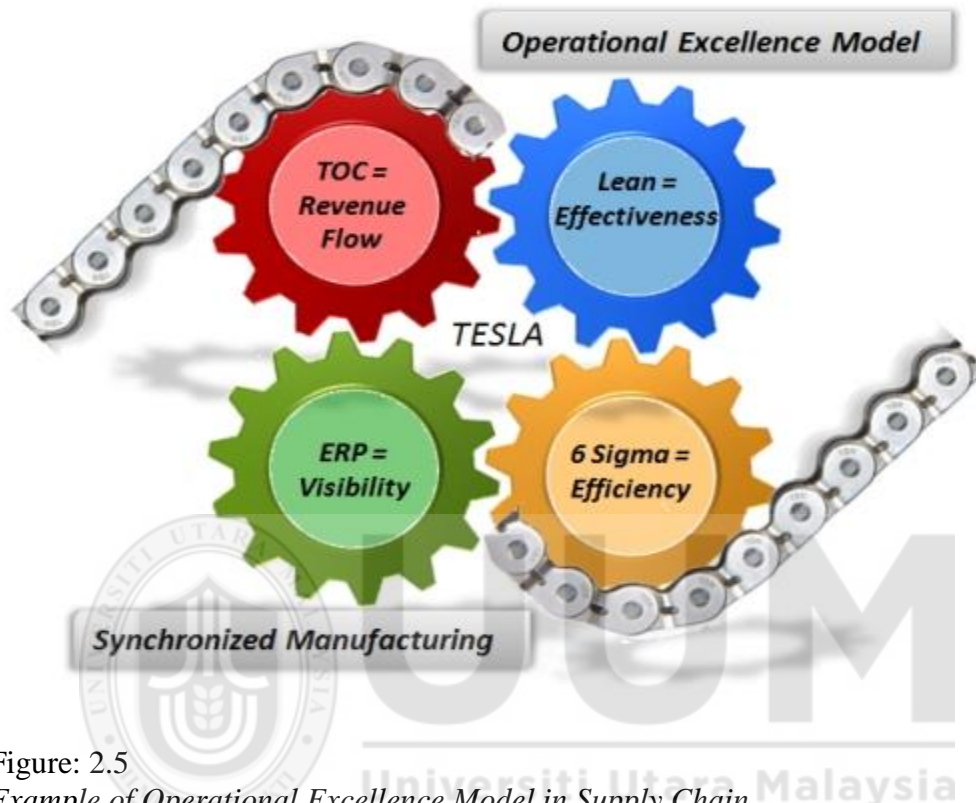 Operational Excellence Model
TOC =
Revenue
Flow
Lean =
Effectiveness
TESLA
ERP =
Visibility
6 Sigma =
Efficiency
Synchronized Manufacturing
UUM
Universiti Utara Malaysia
Figure: 2.5
Example of Operational Excellence Model in Supply Chain